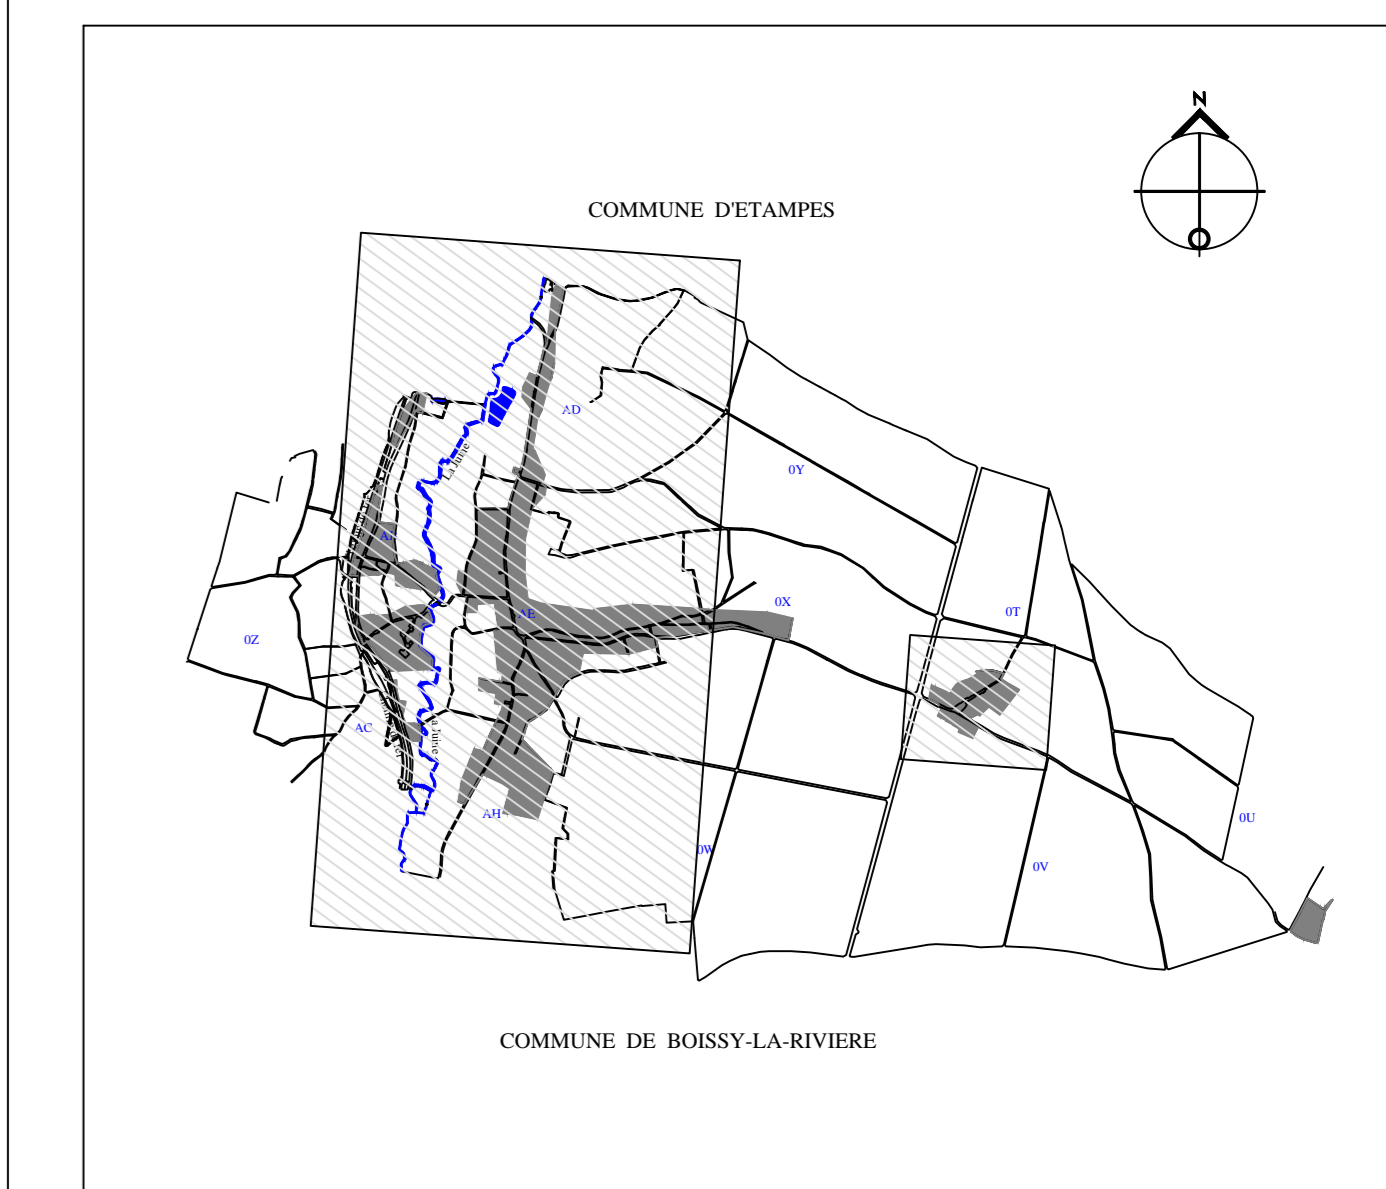 N
COMMUNE D'ETAMPES
AD
La Juine
0Y
0X
0T
AE
0Z
AC
La Juine
AH
0W
0U
0V
COMMUNE DE BOISSY-LA-RIVIERE